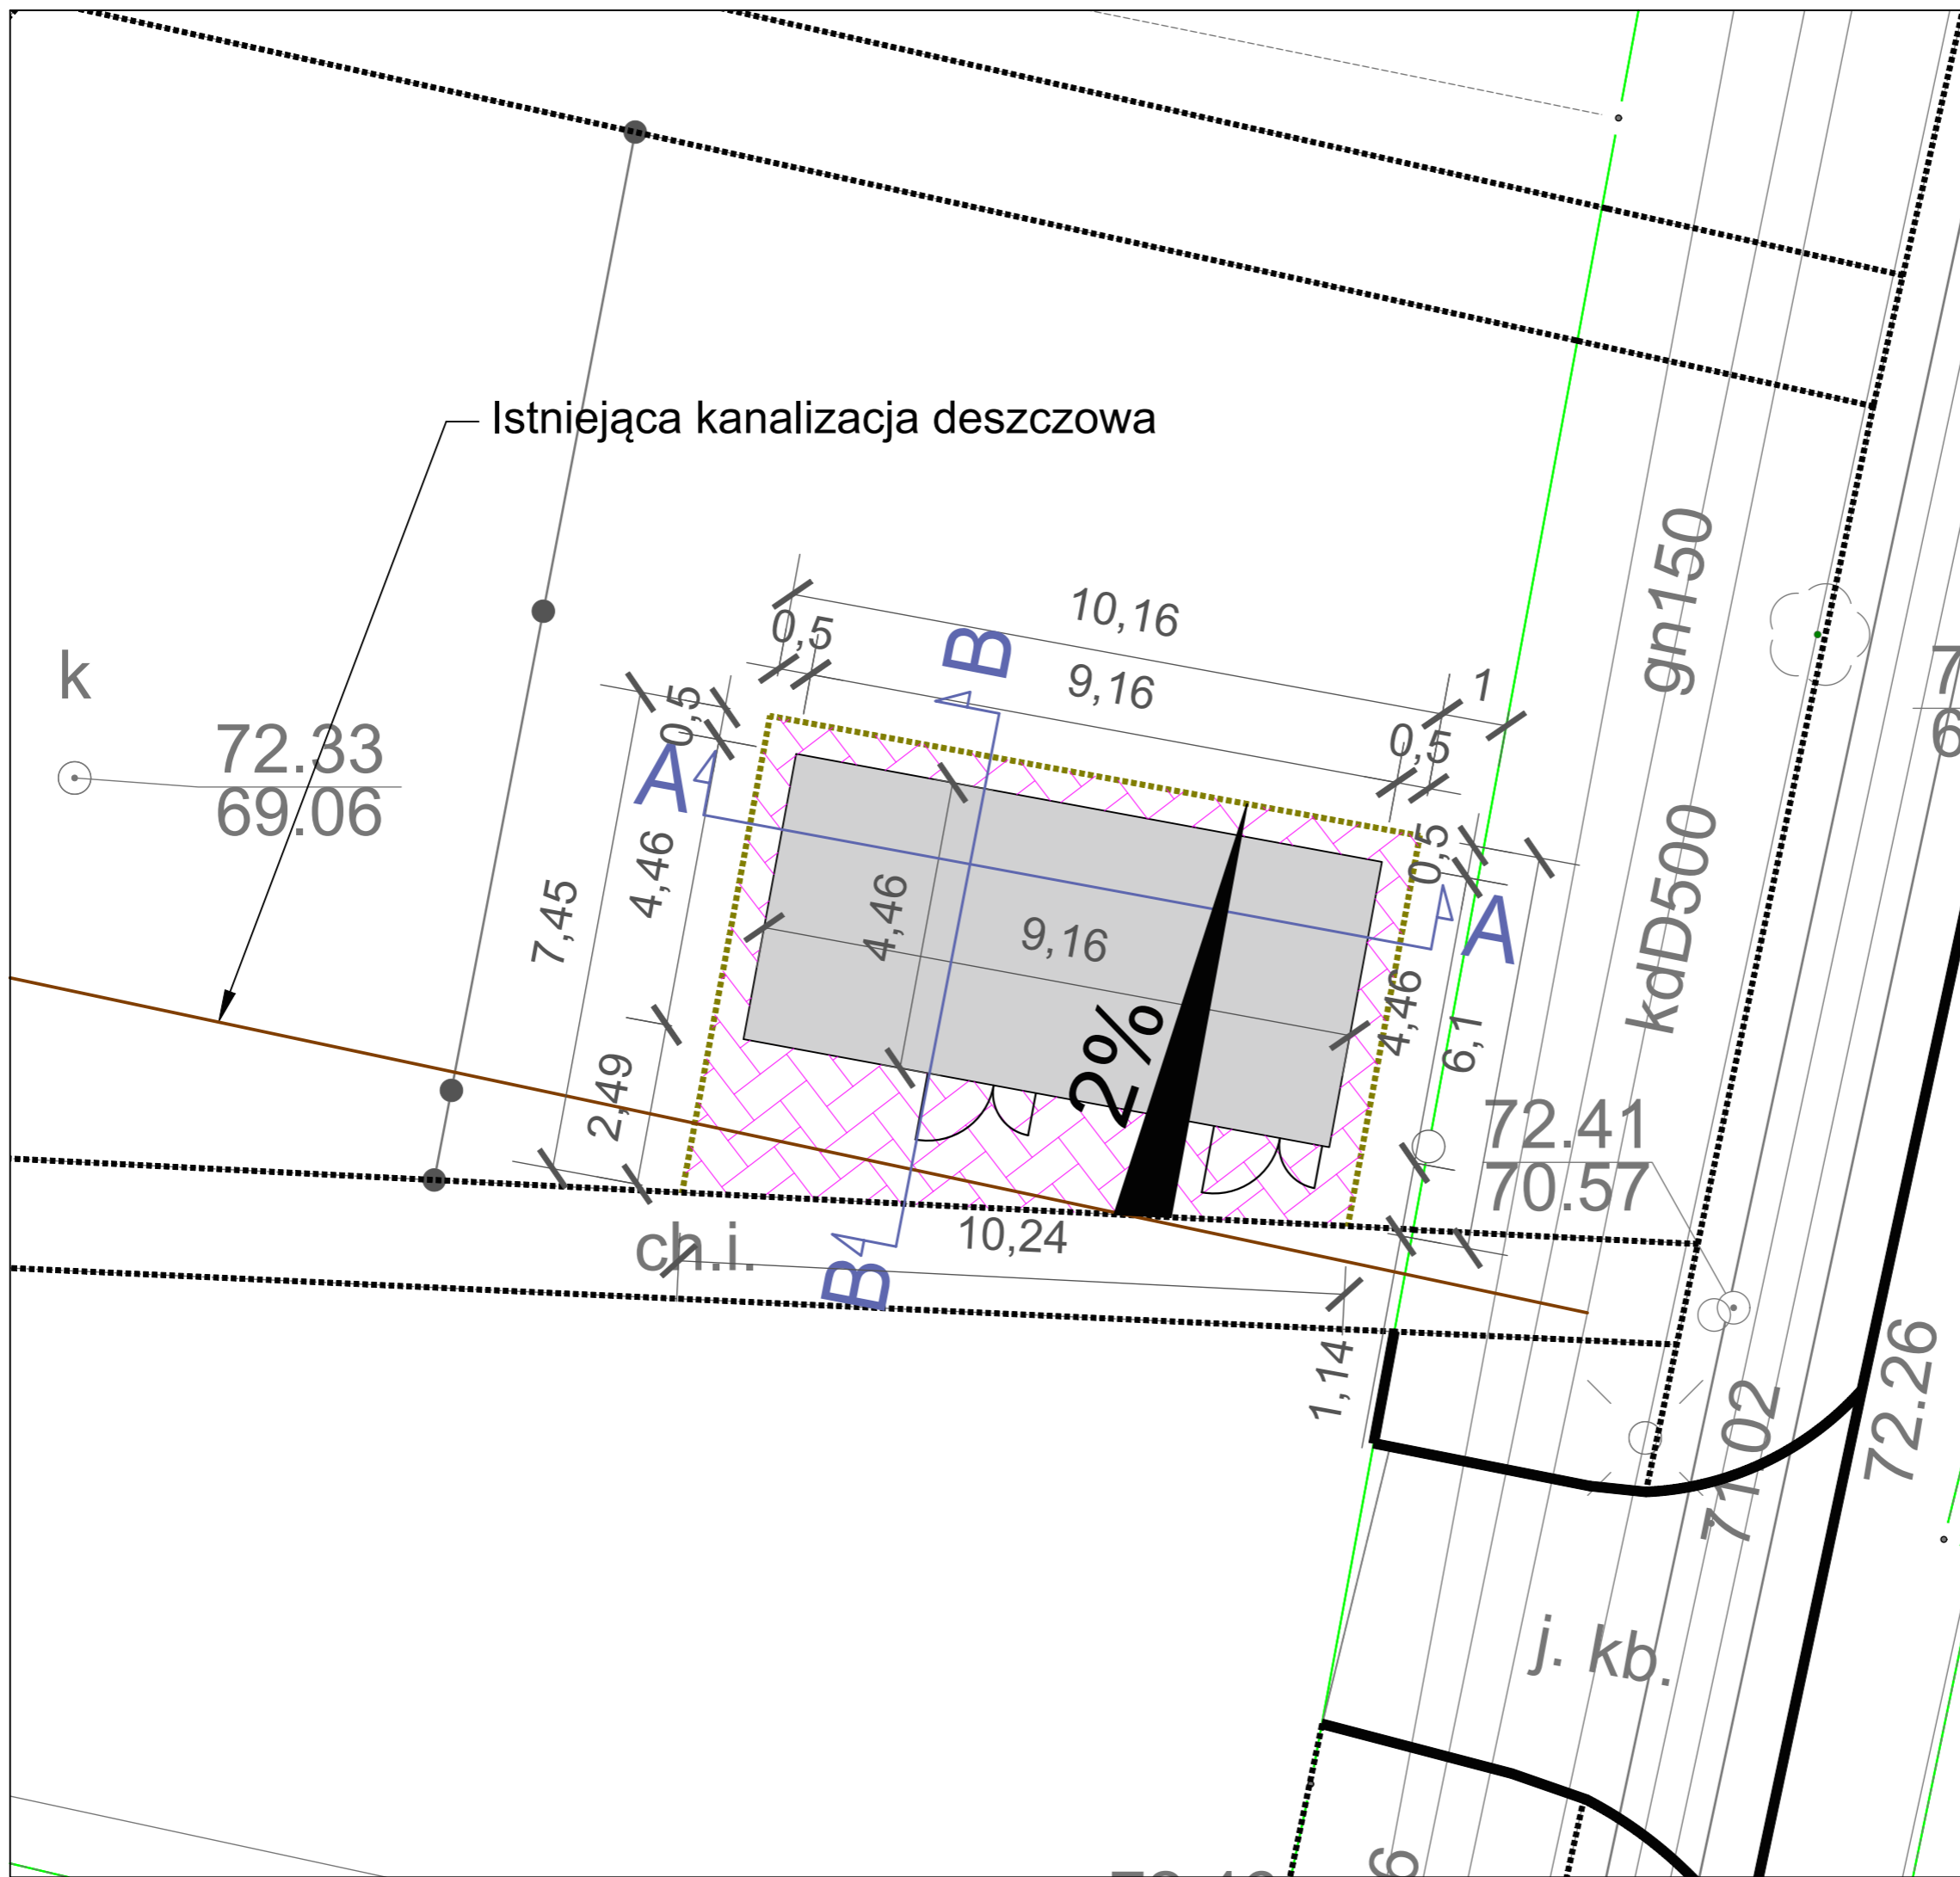 Istniejąca kanalizacja deszczowa
k
72.33
69.06
10,16
0,5
9,16
1
0,5
B
A
0,5
4,46
7,45
2,49
4,46
9,16
2%
0,5
A
4,46
6,1
gn150
kdD500
72.41
70.57
ch.i.
10,24
B
1,14
72.26
j. kb.